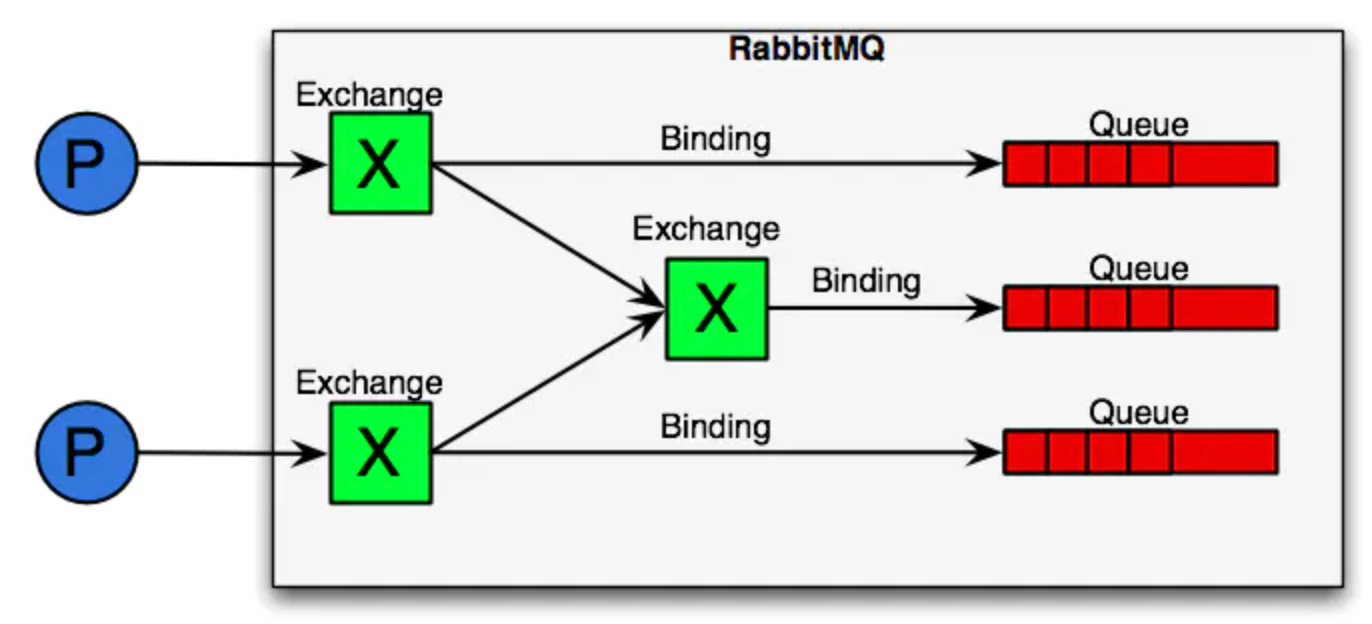 RabbitMQ
Exchange
P
X
Binding
Queue
Exchange
X
Binding
Queue
Exchange
P
X
Binding
Queue